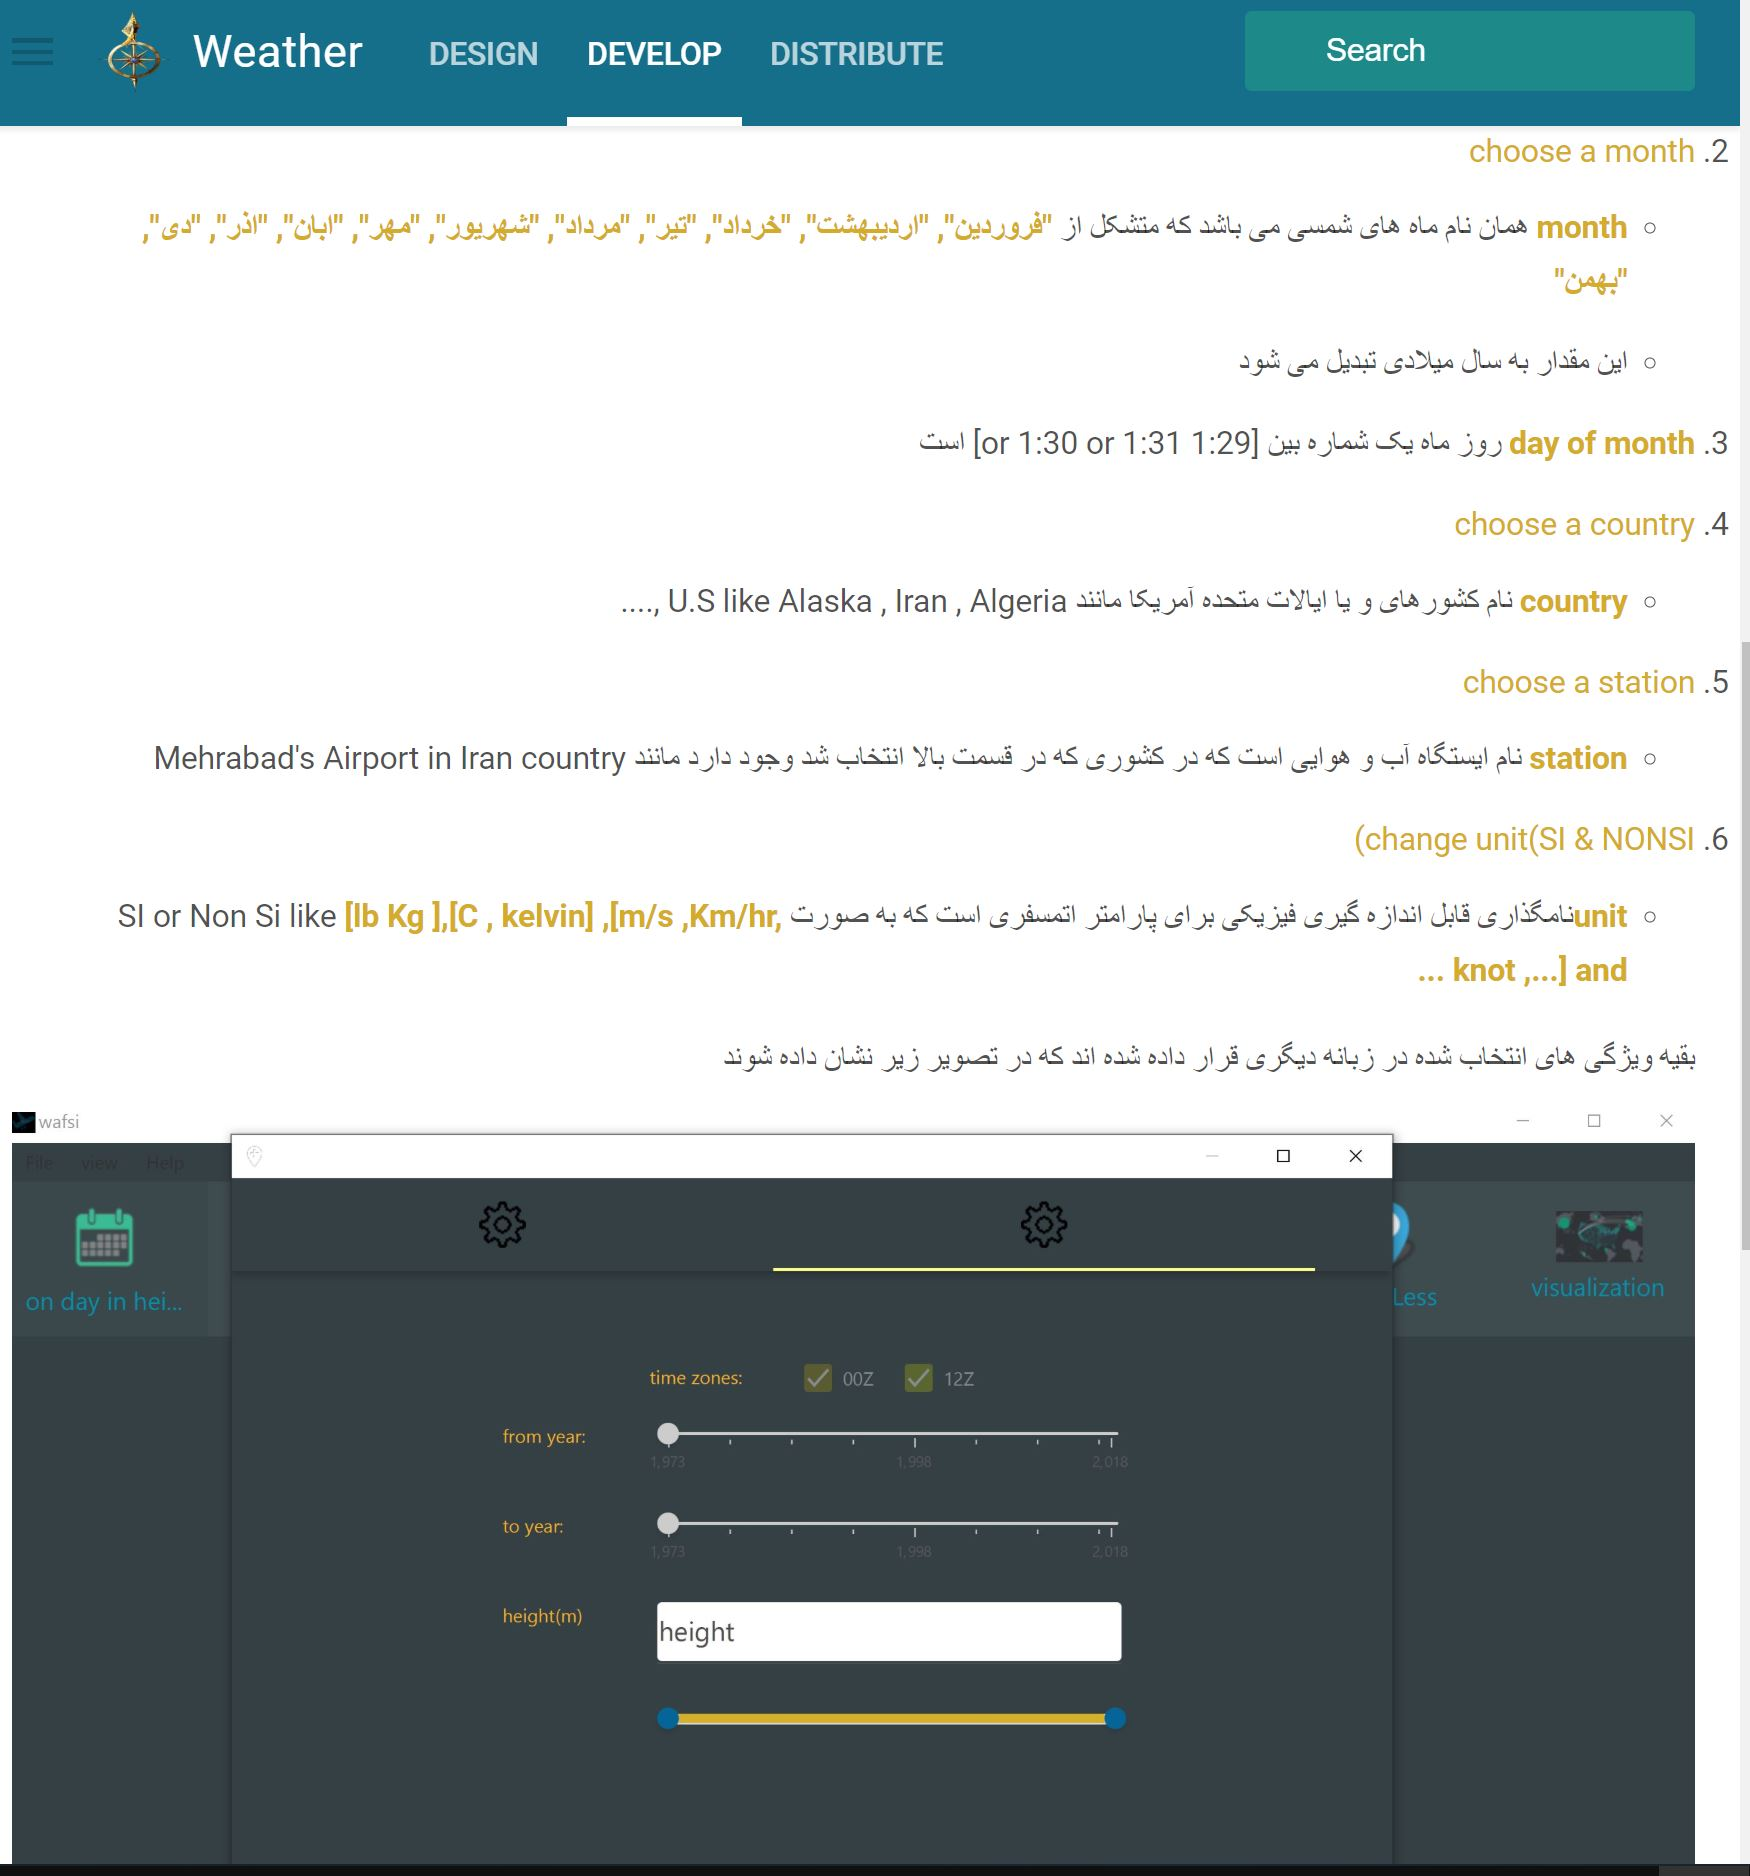 Weather DESIGN DEVELOP DISTRIBUTE Search
2. choose a month
month همان نام ماه های شمسی می باشد که متشکل از "فروردین", "اردیبهشت", "خرداد", "تیر", "مرداد", "شهریور", "مهر", "ابان", "اذر", "دی",
"بهمن"
این مقدار به سال میلادی تبدیل می شود
3. day of month روز ماه یک شماره بین [1:29 or 1:30 or 1:31] است
4. choose a country
country نام کشورهای و یا ایالات متحده آمریکا مانند U.S like Alaska , Iran , Algeria ,....
5. choose a station
station نام ایستگاه آب و هوایی است که در کشوری که در قسمت بالا انتخاب شد وجود دارد مانند Mehrabad's Airport in Iran country
6. change unit(SI & NONSI)
unitنامگذاری قابل اندازه گیری فیزیکی برای پارامتر اتمسفری است که به صورت SI or Non Si like [lb Kg ],[C , kelvin] ,[m/s ,Km/hr,
knot ,...] and ...
بقیه ویژگی های انتخاب شده در زبانه دیگری قرار داده شده اند که در تصویر زیر نشان داده شوند
wafsi
File view Help
on day in hei...
Less
visualization
time zones: 00Z 12Z
from year:
1,973 1,998 2,018
to year:
1,973 1,998 2,018
height(m) height